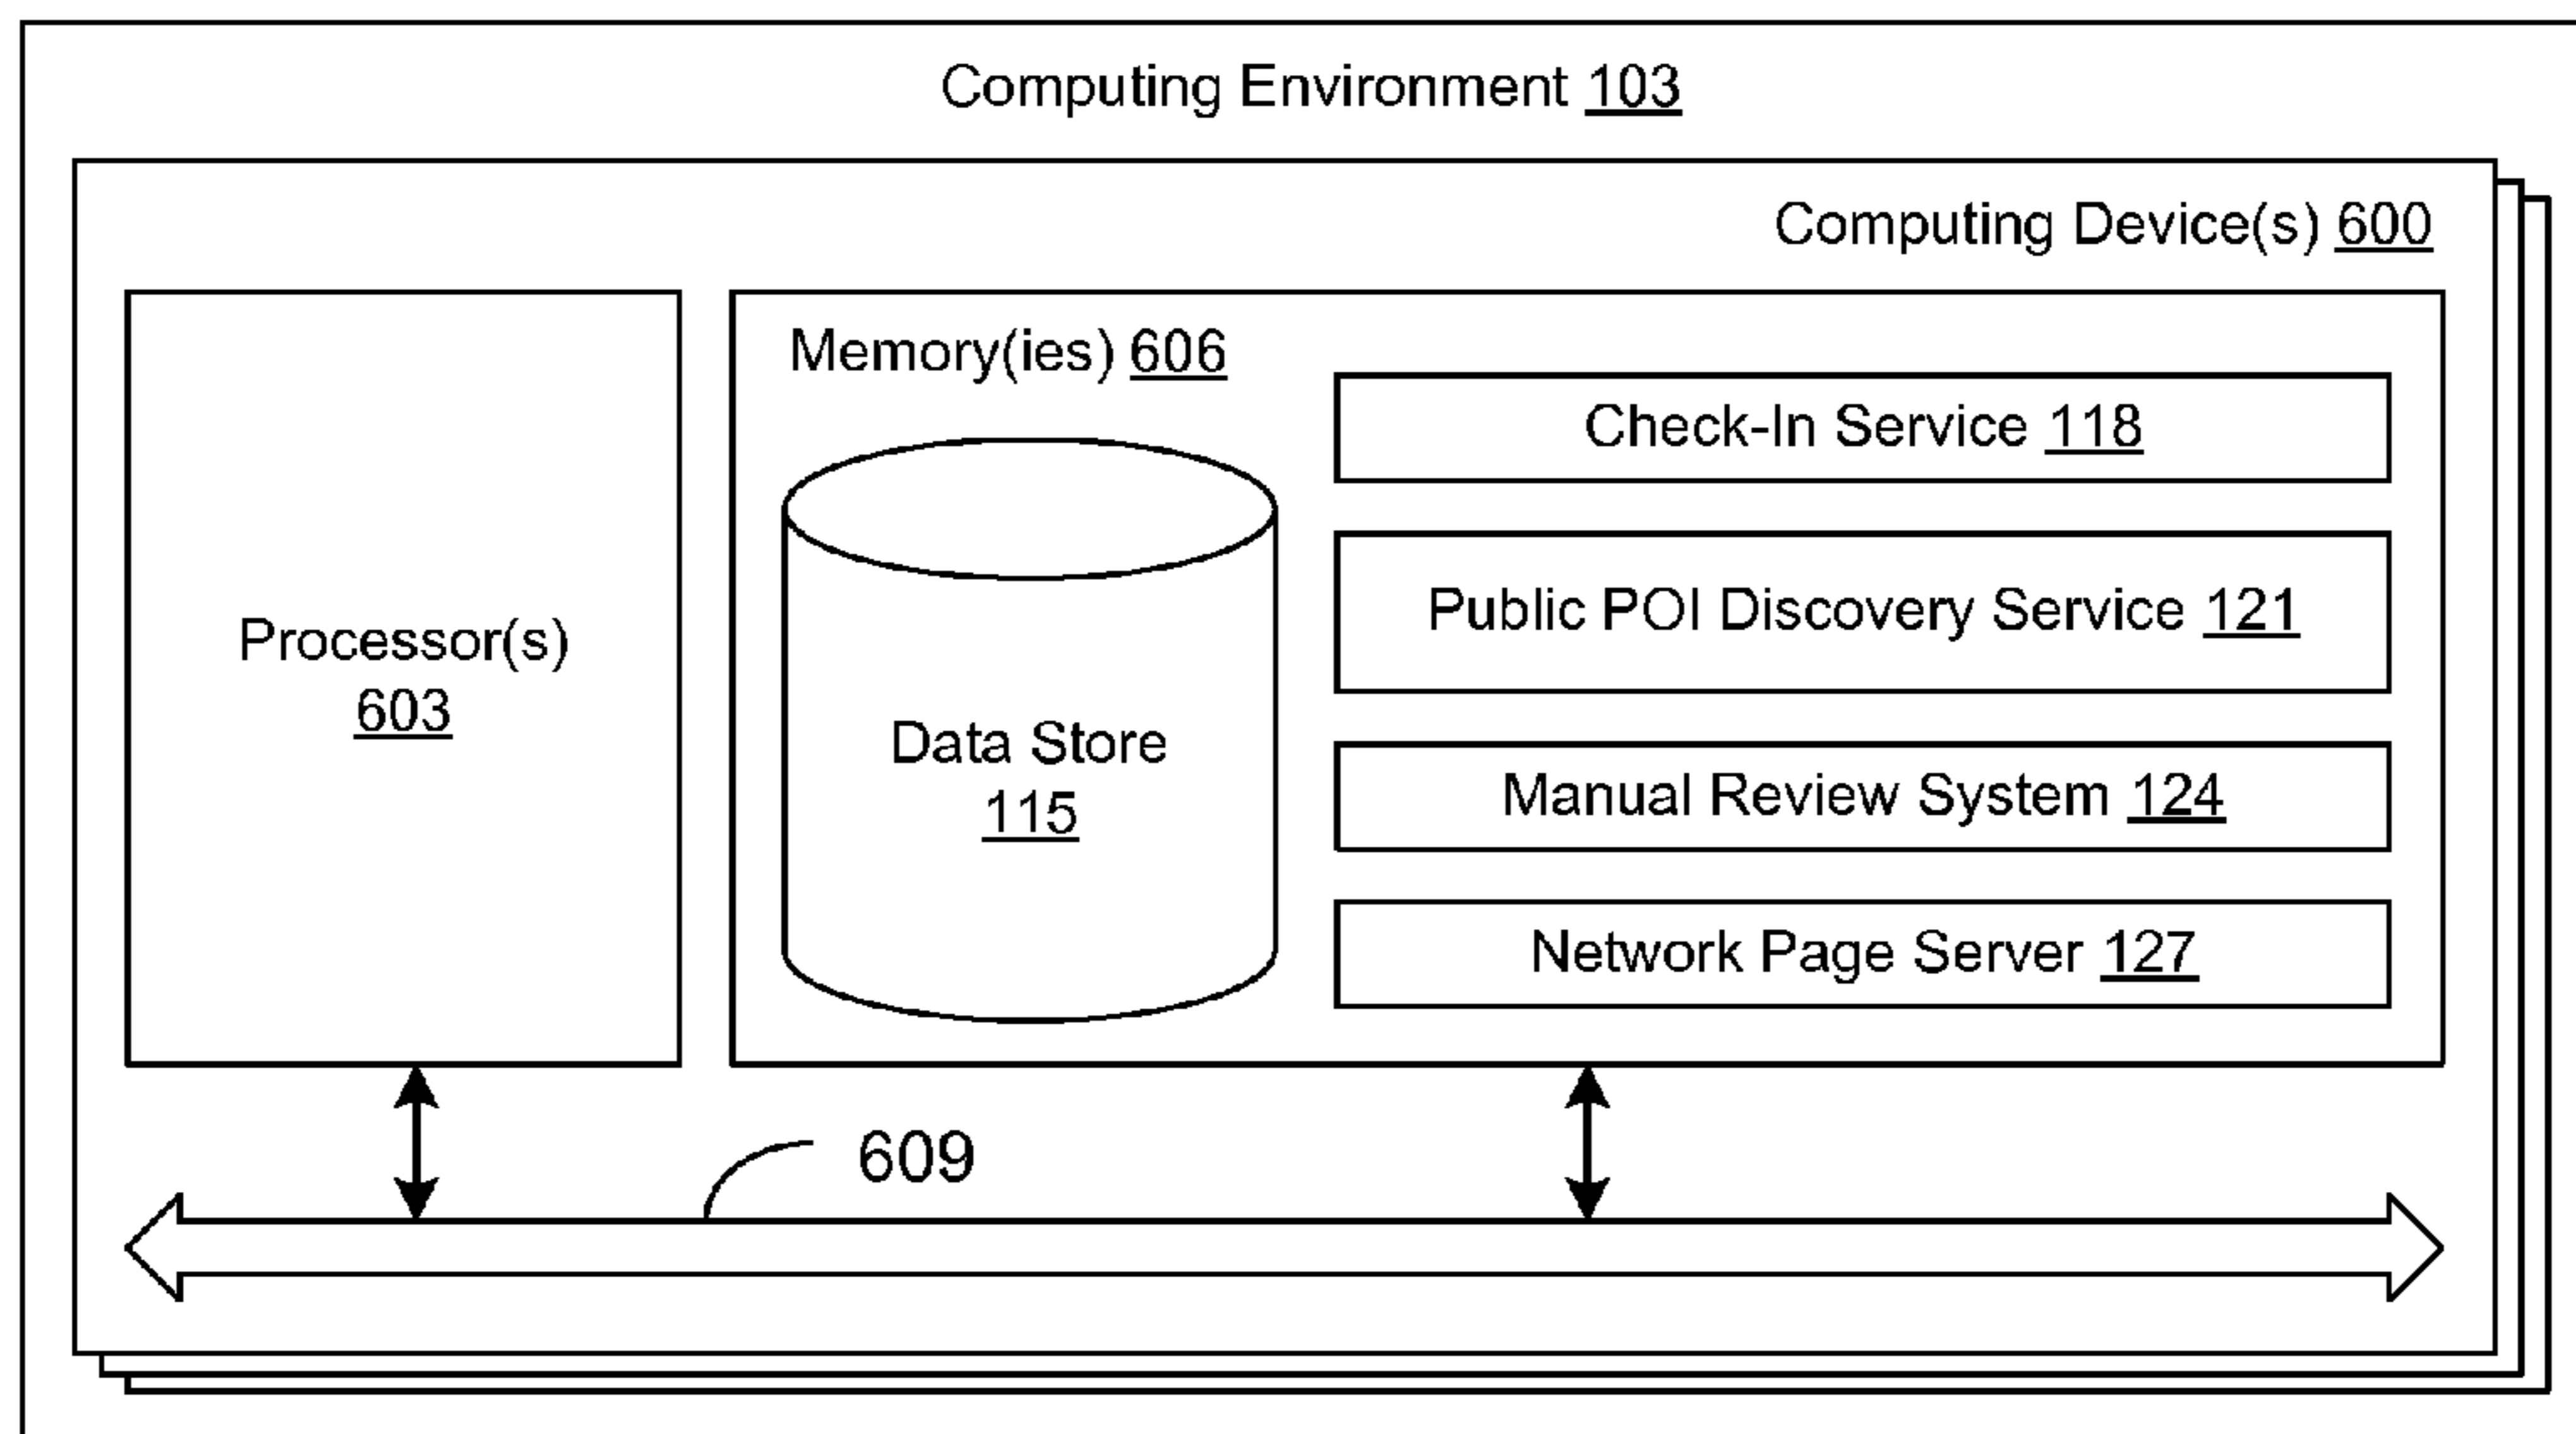 Computing Environment 103
Computing Device(s) 600
Processor(s)
603
Memory(ies) 606
Data Store
115
Check-In Service 118
Public POI Discovery Service 121
Manual Review System 124
Network Page Server 127
609